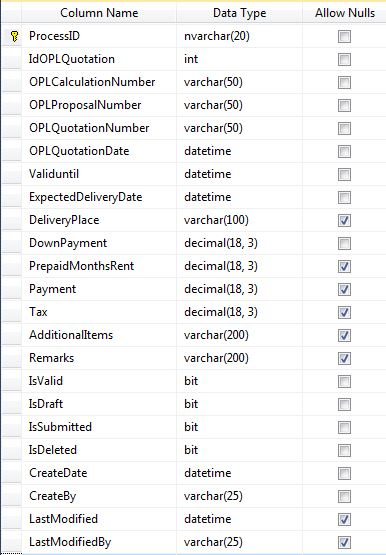 Column Name Data Type Allow Nulls
ProcessID nvarchar(20)
IdOPLQuotation int
OPLCalculationNumber varchar(50)
OPLProposalNumber varchar(50)
OPLQuotationNumber varchar(50)
OPLQuotationDate datetime
Validuntil datetime
ExpectedDeliveryDate datetime
DeliveryPlace varchar(100)
DownPayment decimal(18, 3)
PrepaidMonthsRent decimal(18, 3)
Payment decimal(18, 3)
Tax decimal(18, 3)
AdditionalItems varchar(200)
Remarks varchar(200)
IsValid bit
IsDraft bit
IsSubmitted bit
IsDeleted bit
CreateDate datetime
CreateBy varchar(25)
LastModified datetime
LastModifiedBy varchar(25)